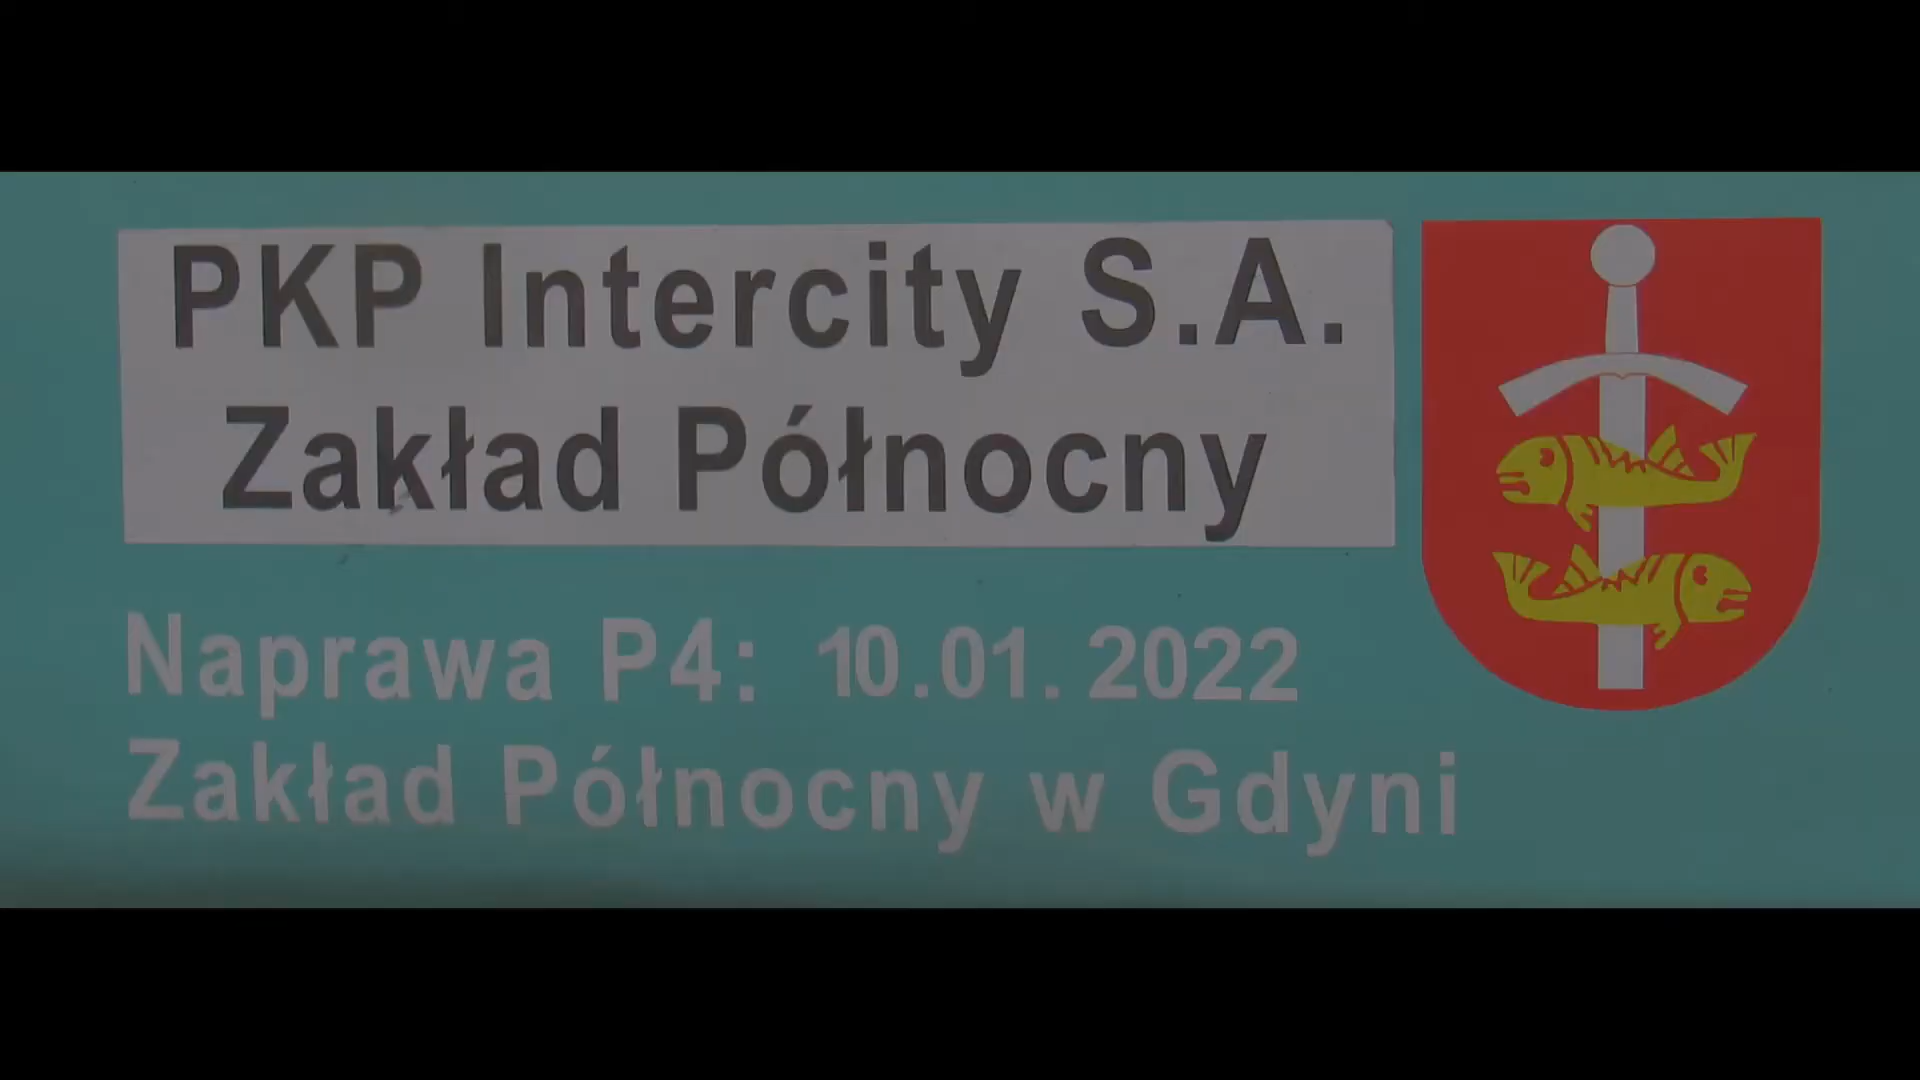 PKP Intercity S.A.
Zakład Północny
Naprawa P4: 10.01.2022
Zakład Północny w Gdyni